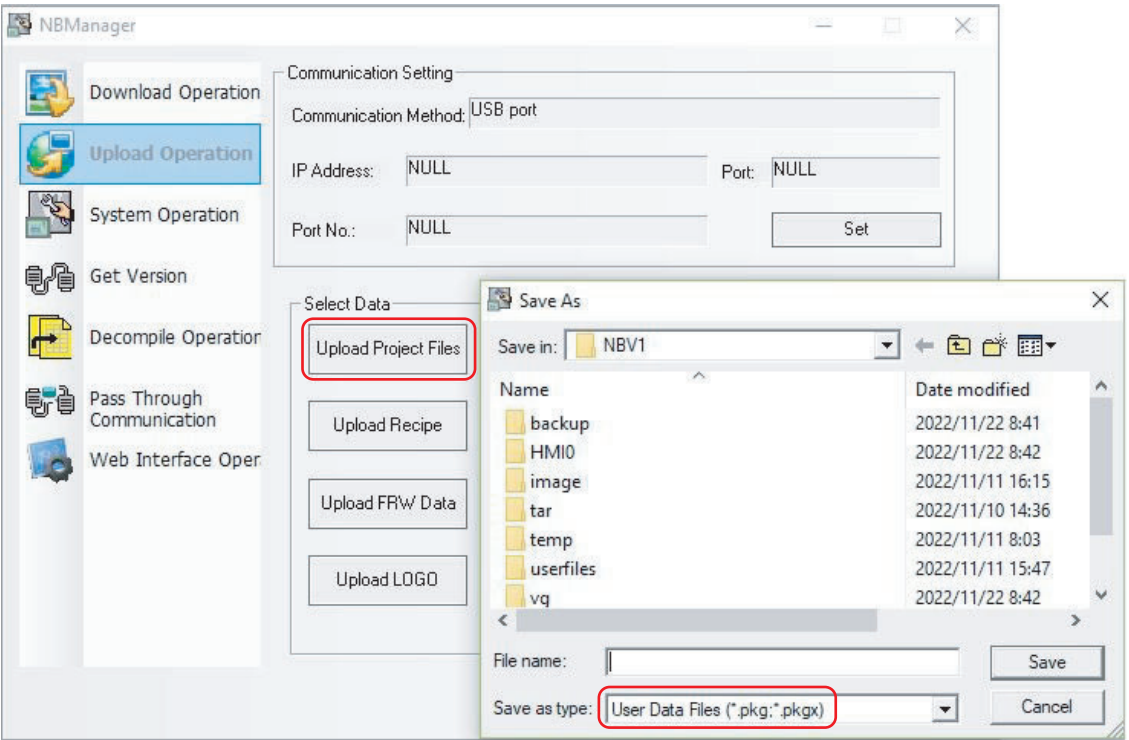 NBManager
Download Operation
Upload Operation
System Operation
Get Version
Decompile Operation
Pass Through
Communication
Web Interface Oper
Communication Setting
Communication Method: USB port
IP Address: NULL
Port: NULL
Port No.: NULL
Set
Select Data
Upload Project Files
Upload Recipe
Upload FRW Data
Upload LOGO
Save As
Save in: NBV1
Name Date modified
backup 2022/11/22 8:41
HMI0 2022/11/22 8:42
image 2022/11/11 16:15
tar 2022/11/10 14:36
temp 2022/11/11 8:03
userfiles 2022/11/11 15:47
vg 2022/11/22 8:42
File name:
Save
Save as type: User Data Files (*.pkg;*.pkgx)
Cancel